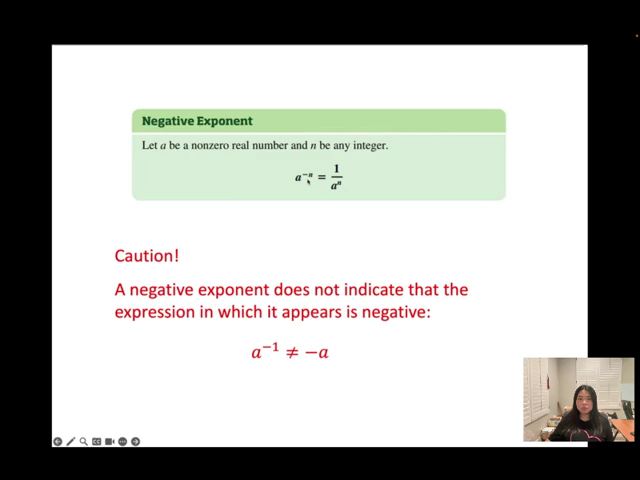 Negative Exponent
Let a be a nonzero real number and n be any integer.
a⁻ⁿ = 1/aⁿ
Caution!
A negative exponent does not indicate that the
expression in which it appears is negative:
a⁻¹ ≠ −a